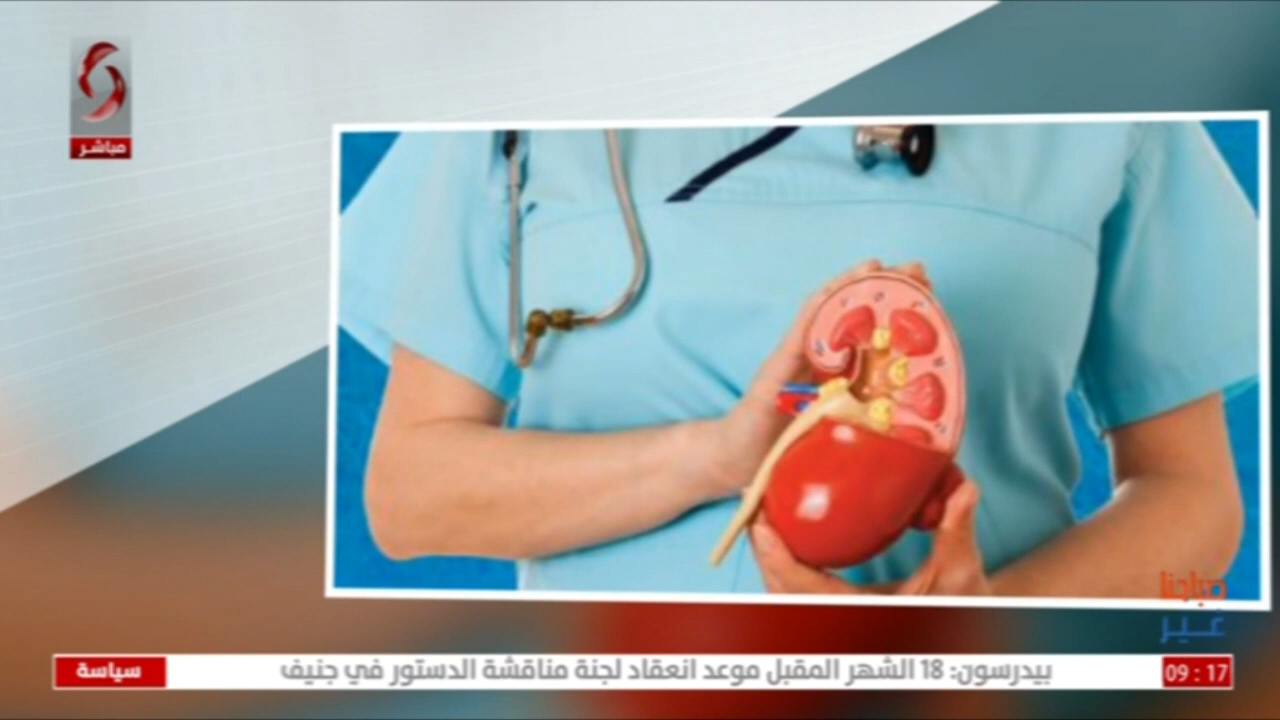 مباشر
صباحنا
غير
سياسة
بيدرسون: 18 الشهر المقبل موعد انعقاد لجنة مناقشة الدستور في جنيف
09 : 17